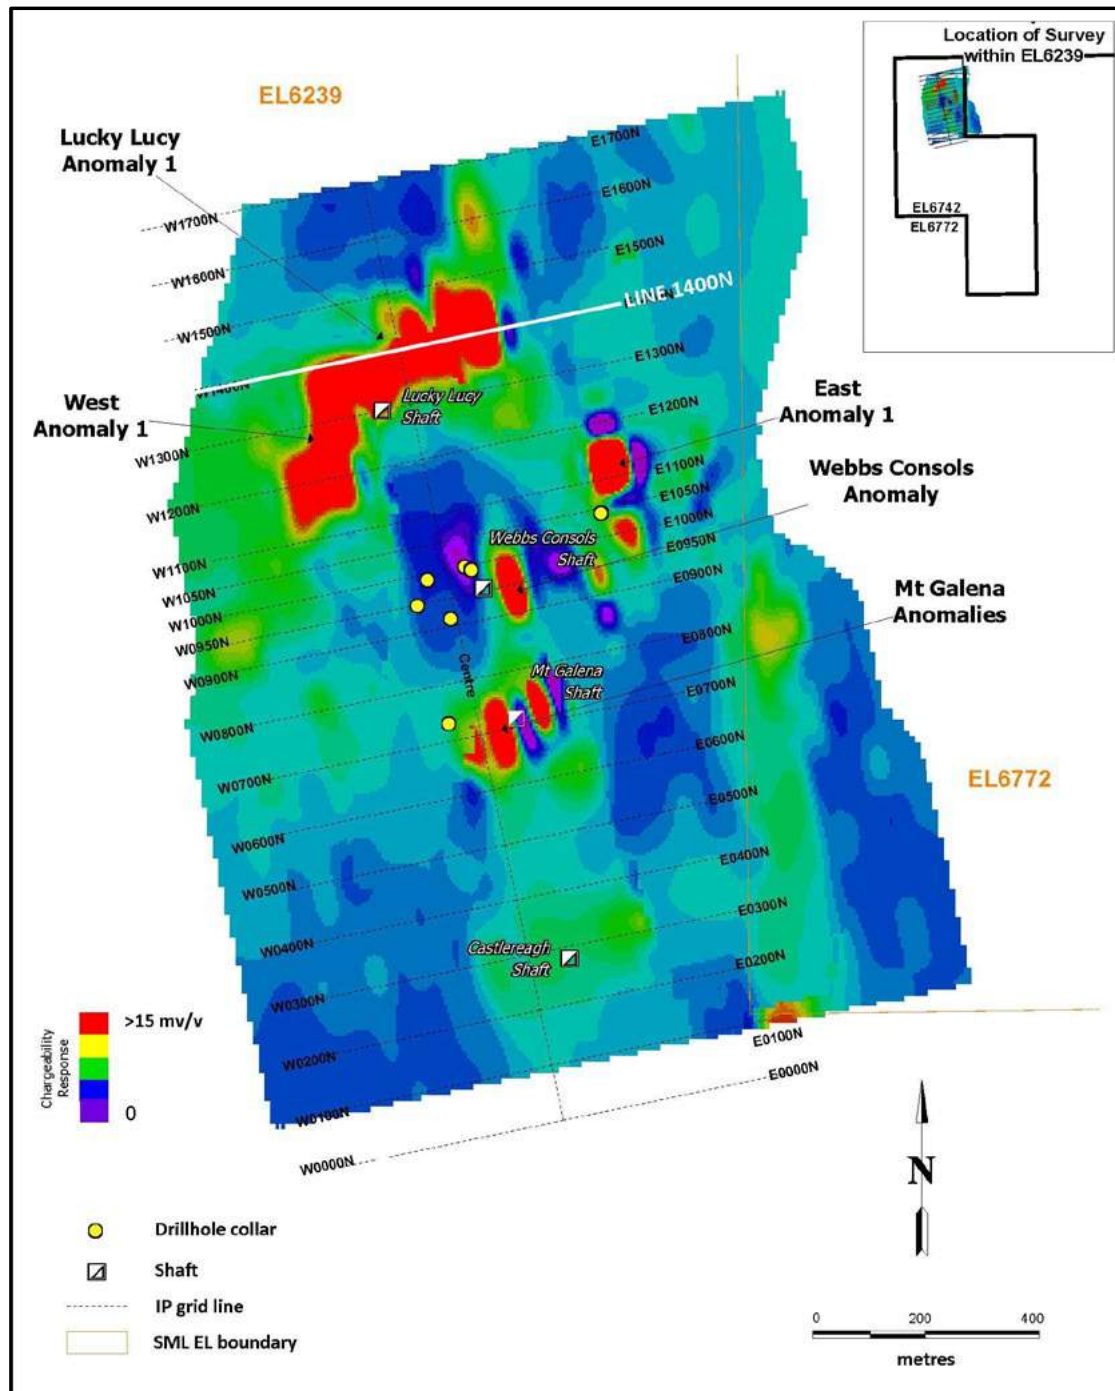 Location of Survey
within EL6239
EL6742
EL6772
EL6239
Lucky Lucy
Anomaly 1
West
Anomaly 1
East
Anomaly 1
Webbs Consols
Anomaly
Mt Galena
Anomalies
EL6772
LINE 1400N
Lucky Lucy
Shaft
Webbs Consols
Shaft
Mt Galena
Shaft
Castlereagh
Shaft
Centre
W1700N
W1600N
W1500N
W1400N
W1300N
W1200N
W1100N
W1050N
W1000N
W0950N
W0900N
W0800N
W0700N
W0600N
W0500N
W0400N
W0300N
W0200N
W0100N
W0000N
E1700N
E1600N
E1500N
E1300N
E1200N
E1100N
E1050N
E1000N
E0950N
E0900N
E0800N
E0700N
E0600N
E0500N
E0400N
E0300N
E0200N
E0100N
E0000N
Chargeability
Response
>15 mv/v
0
Drillhole collar
Shaft
IP grid line
SML EL boundary
N
0 200 400
metres